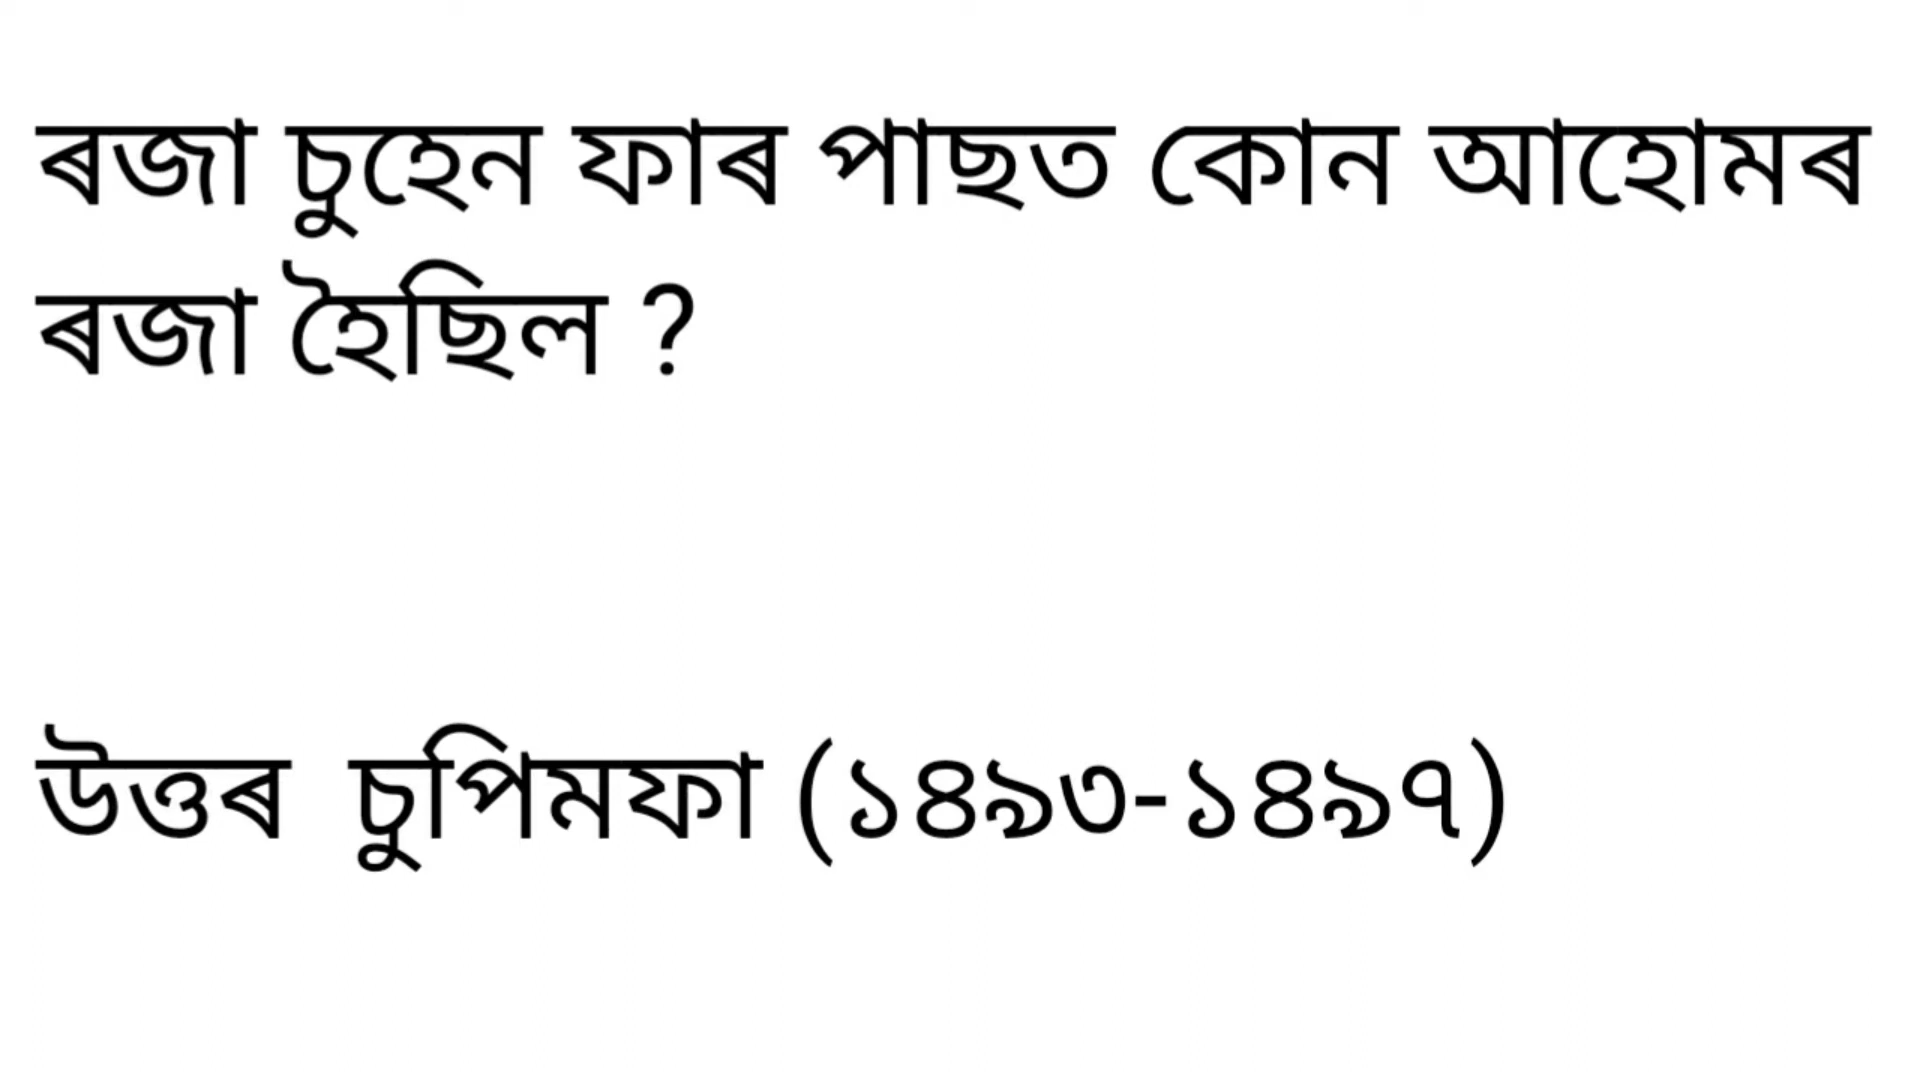 ৰজা চুহেন ফাৰ পাছত কোন আহোমৰ
ৰজা হৈছিল ?
উত্তৰ চুপিমফা (১৪৯৩-১৪৯৭)